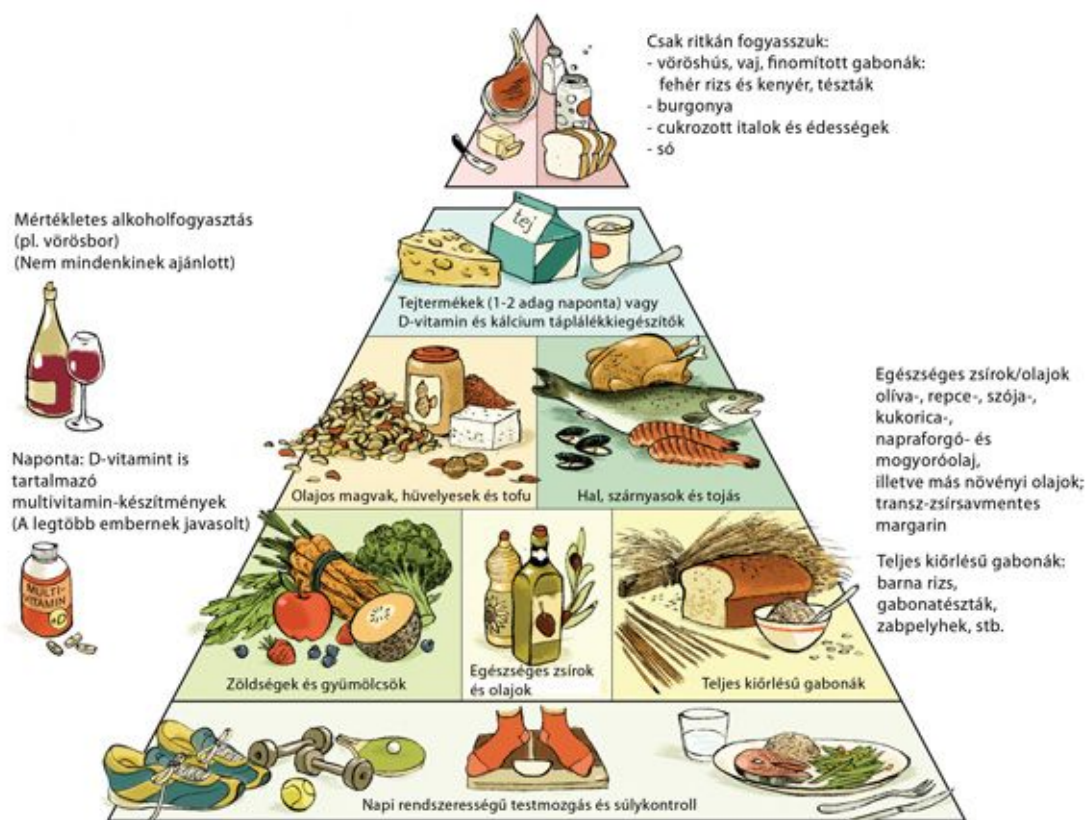 Csak ritkán fogyasszuk:
- vöröshús, vaj, finomított gabonák:
fehér rizs és kenyér, tészták
- burgonya
- cukrozott italok és édességek
- só
Mértékletes alkoholfogyasztás
(pl. vörösbor)
(Nem mindenkinek ajánlott)
tej
Tejtermékek (1-2 adag naponta) vagy
D-vitamin és kálcium táplálékkiegészítők
Egészséges zsírok/olajok
olíva-, repce-, szója-,
kukorica-,
napraforgó- és
mogyoróolaj,
illetve más növényi olajok;
transz-zsírsavmentes
margarin
Naponta: D-vitamint is
tartalmazó
multivitamin-készítmények
(A legtöbb embernek javasolt)
Olajos magvak, hüvelyesek és tofu
Hal, szárnyasok és tojás
Teljes kiőrlésű gabonák:
barna rizs,
gabonatészták,
zabpelyhek, stb.
MULTI-
VITAMIN
+D
Zöldségek és gyümölcsök
Egészséges zsírok
és olajok
Teljes kiőrlésű gabonák
Napi rendszerességű testmozgás és súlykontroll